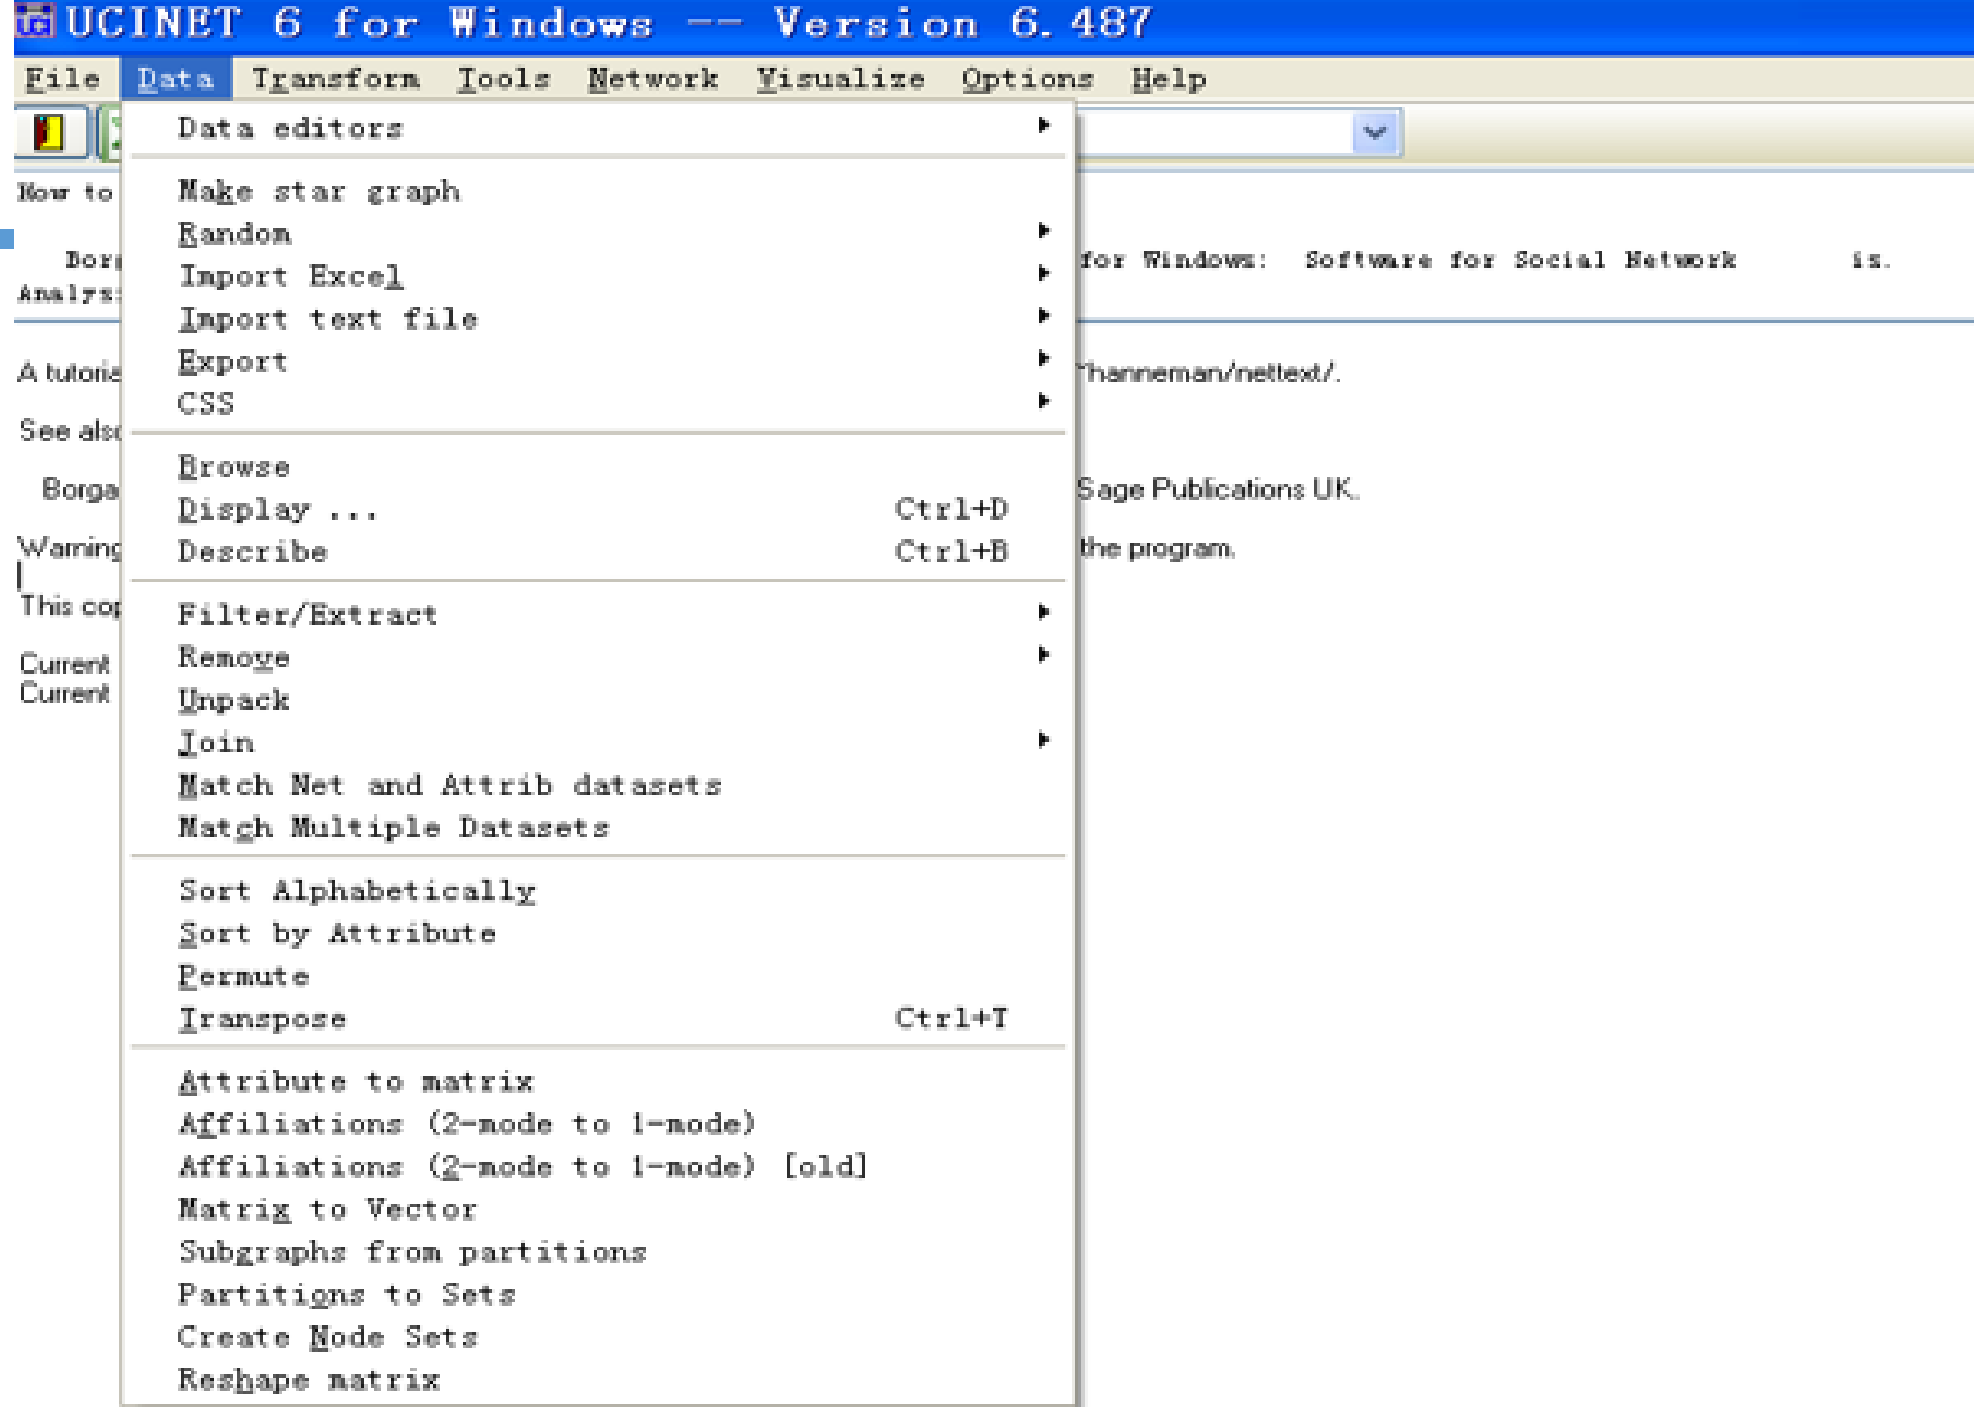 UCINET 6 for Windows -- Version 6.487
File Data Transform Tools Network Visualize Options Help
Data editors
Make star graph
Random
Import Excel
Import text file
Export
CSS
Browse
Display ... Ctrl+D
Describe Ctrl+B
Filter/Extract
Remove
Unpack
Join
Match Net and Attrib datasets
Match Multiple Datasets
Sort Alphabetically
Sort by Attribute
Permute
Transpose Ctrl+T
Attribute to matrix
Affiliations (2-mode to 1-mode)
Affiliations (2-mode to 1-mode) [old]
Matrix to Vector
Subgraphs from partitions
Partitions to Sets
Create Node Sets
Reshape matrix
How to
for Windows: Software for Social Network is.
A tutoria hanneman/nettext/.
See also
Borga Sage Publications UK.
Warning the program.
This cop
Current
Current